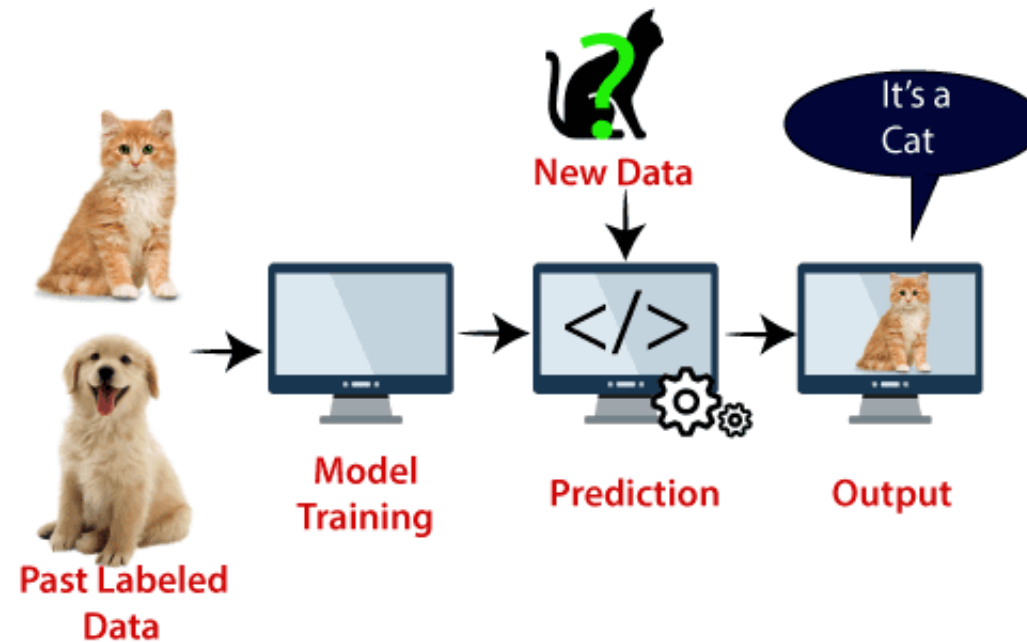 New Data
It's a
Cat
</>
Model
Training
Prediction
Output
Past Labeled
Data
?